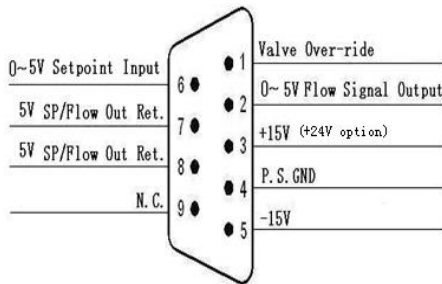 Valve Over-ride
1
0~5V Setpoint Input
6
0~ 5V Flow Signal Output
2
5V SP/Flow Out Ret.
7
+15V (+24V option)
3
5V SP/Flow Out Ret.
8
P.S.GND
4
N.C.
9
-15V
5